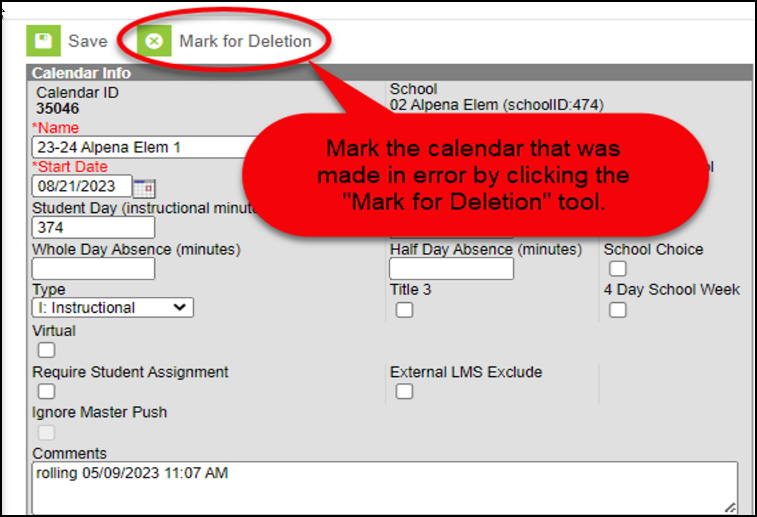 Save Mark for Deletion
Calendar Info
Calendar ID School
35046 02 Alpena Elem (schoolID:474)
*Name
23-24 Alpena Elem 1
*Start Date
08/21/2023
Mark the calendar that was
made in error by clicking the
"Mark for Deletion" tool.
Student Day (instructional
374
Whole Day Absence (minutes) Half Day Absence (minutes) School Choice
Type Title 3 4 Day School Week
I: Instructional
Virtual
Require Student Assignment External LMS Exclude
Ignore Master Push
Comments
rolling 05/09/2023 11:07 AM